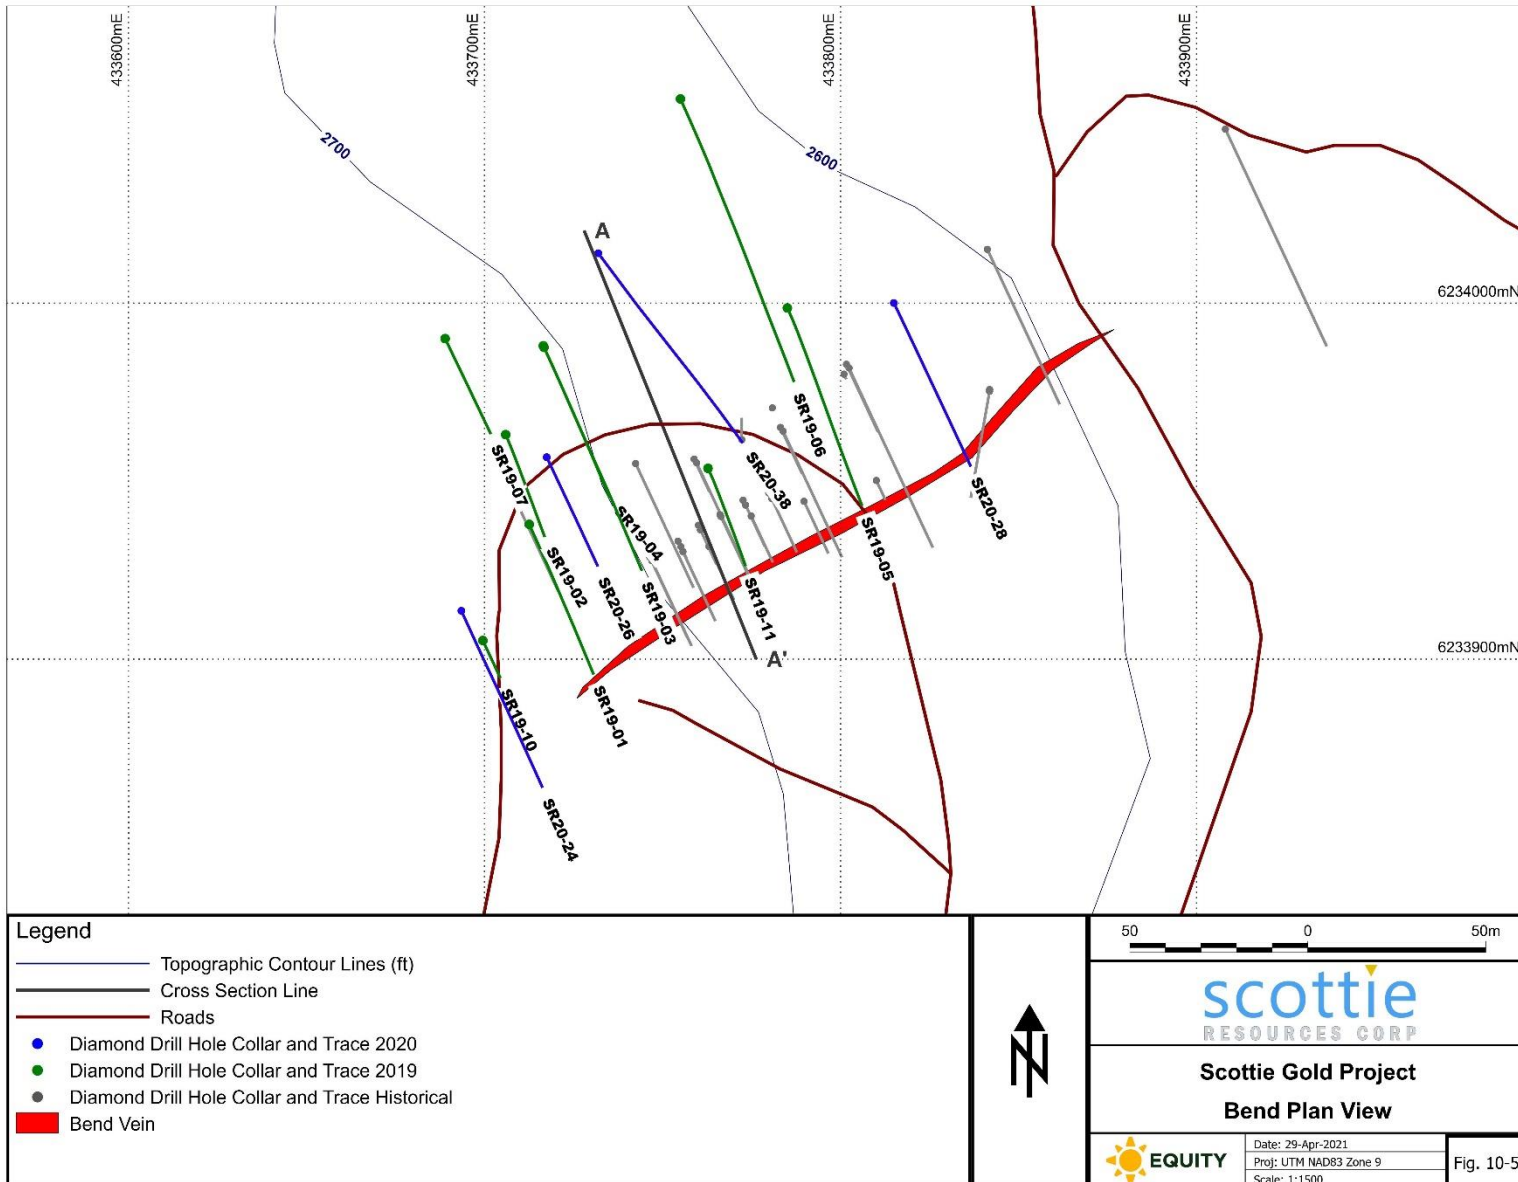 433600mE
433700mE
433800mE
433900mE
2700
2600
A
6234000mN
SR19-06
SR19-07
SR20-38
SR20-28
SR19-04
SR19-05
SR19-02
SR20-26
SR19-03
SR19-11
A'
6233900mN
SR19-10
SR19-01
SR20-24
Legend
Topographic Contour Lines (ft)
Cross Section Line
Roads
Diamond Drill Hole Collar and Trace 2020
Diamond Drill Hole Collar and Trace 2019
Diamond Drill Hole Collar and Trace Historical
Bend Vein
N
50 0 50m
scottie
RESOURCES CORP
Scottie Gold Project
Bend Plan View
EQUITY
Date: 29-Apr-2021
Proj: UTM NAD83 Zone 9
Scale: 1:1500
Fig. 10-5